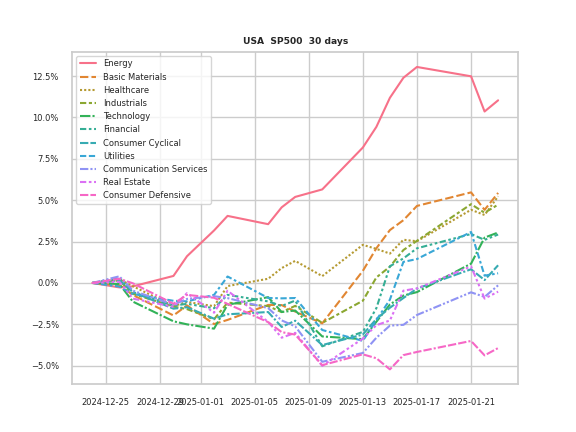 USA SP500 30 days
Energy
Basic Materials
Healthcare
Industrials
Technology
Financial
Consumer Cyclical
Utilities
Communication Services
Real Estate
Consumer Defensive
12.5%
10.0%
7.5%
5.0%
2.5%
0.0%
−2.5%
−5.0%
2024-12-25 2024-12-29 2025-01-01 2025-01-05 2025-01-09 2025-01-13 2025-01-17 2025-01-21